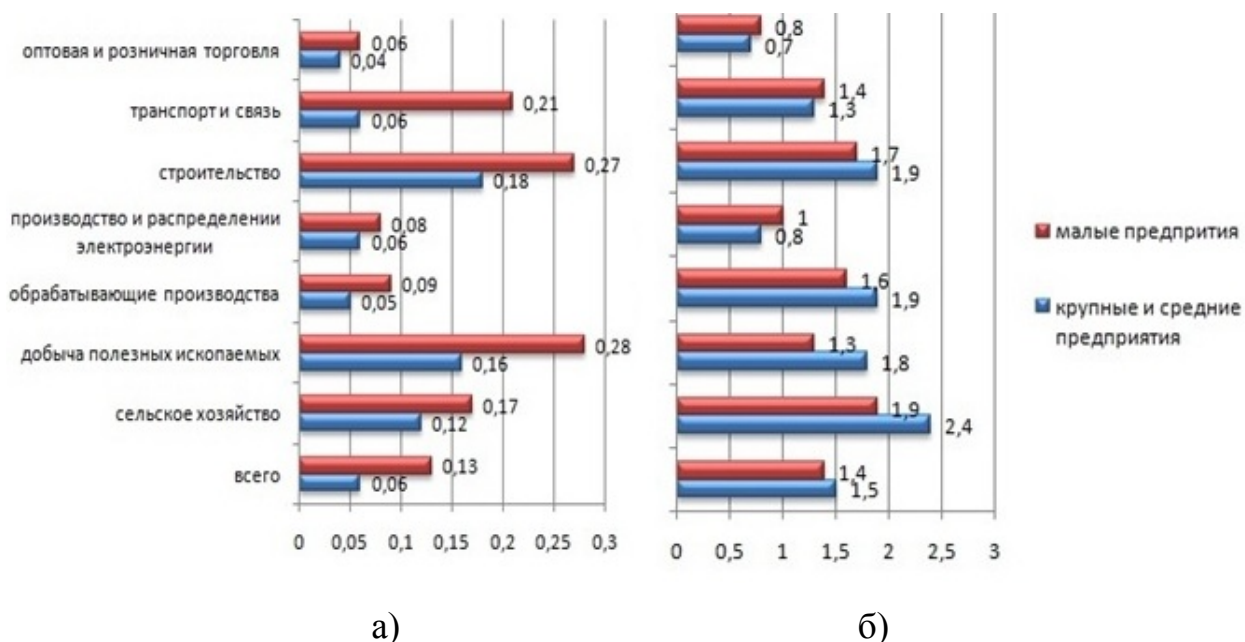 оптовая и розничная торговля
0,06
0,04
транспорт и связь
0,21
0,06
строительство
0,27
0,18
производство и распределении
электроэнергии
0,08
0,06
обрабатывающие производства
0,09
0,05
добыча полезных ископаемых
0,28
0,16
сельское хозяйство
0,17
0,12
всего
0,13
0,06
0 0,05 0,1 0,15 0,2 0,25 0,3
а)
0,8
0,7
1,4
1,3
1,7
1,9
1
0,8
1,6
1,9
1,3
1,8
1,9
2,4
1,4
1,5
0 0,5 1 1,5 2 2,5 3
б)
малые предпрития
крупные и средние
предприятия